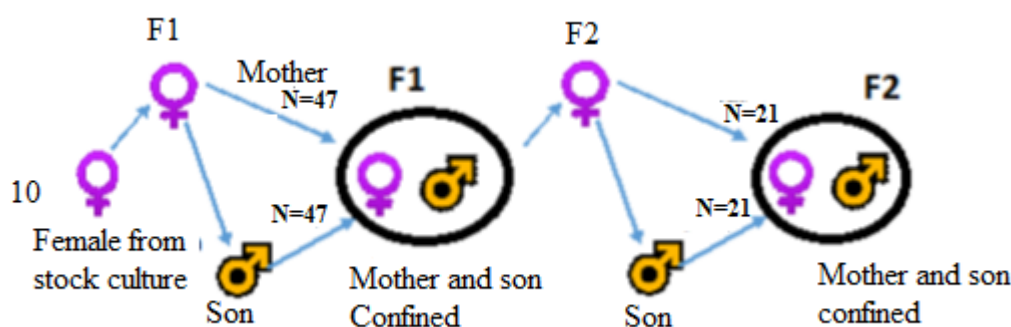 F1
Mother
N=47
F1
10
Female from
stock culture
Son
N=47
Mother and son
Confined
F2
N=21
F2
Son
N=21
Mother and son
confined